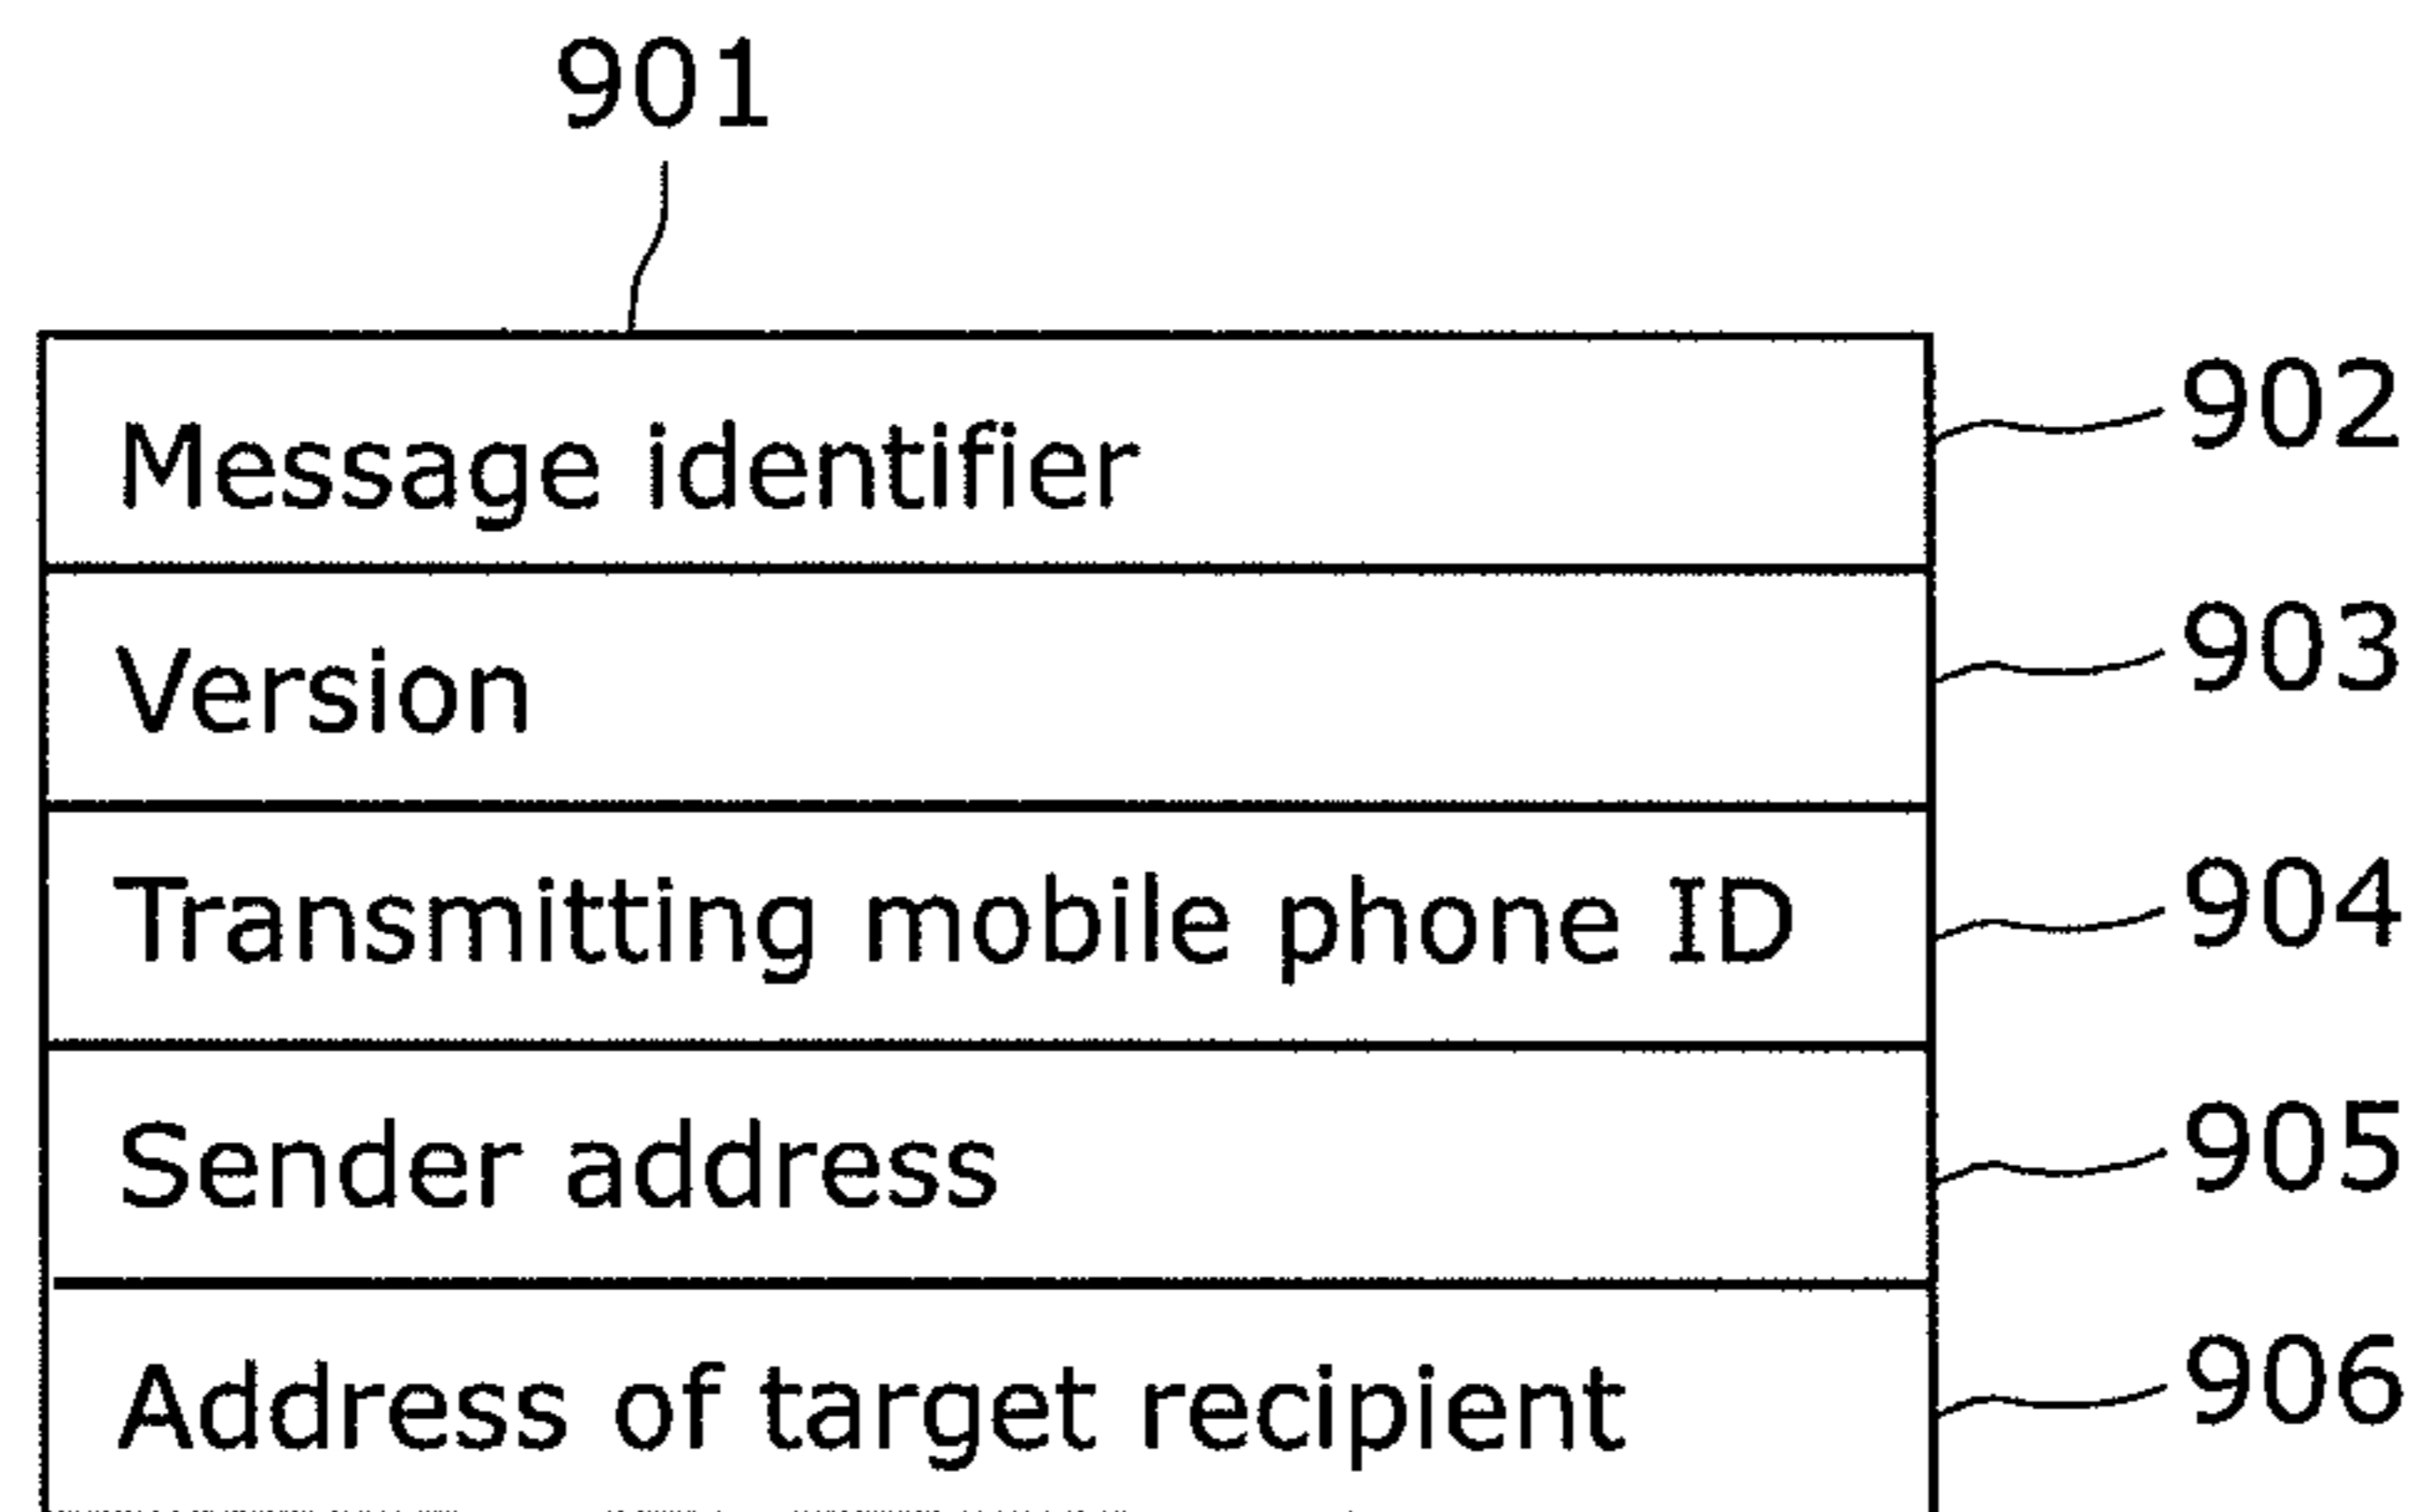 901
Message identifier 902
Version 903
Transmitting mobile phone ID 904
Sender address 905
Address of target recipient 906